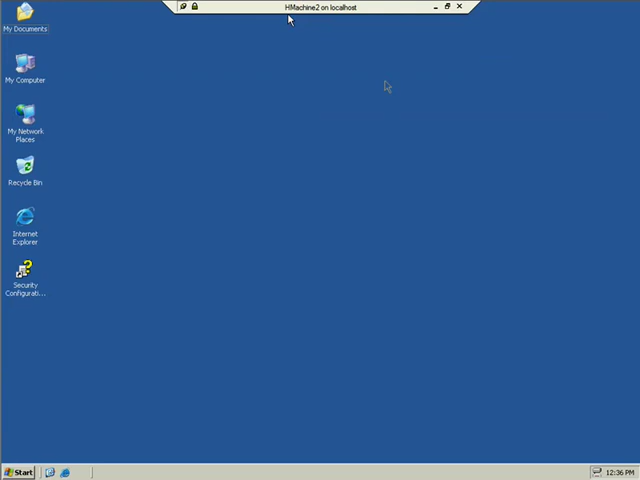 HMachine2 on localhost
My Documents
My Computer
My Network
Places
Recycle Bin
Internet
Explorer
Security
Configurati...
Start
12:36 PM